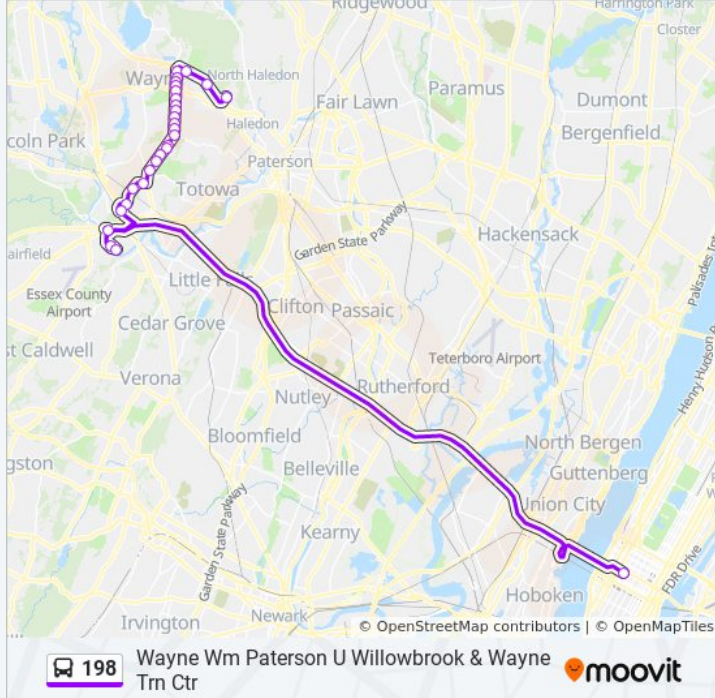 Ridgewood
Harrington Park
Closter
Wayn
North Haledon
Paramus
Fair Lawn
Dumont
Bergenfield
coln Park
Haledon
Paterson
Totowa
Garden State Parkway
Hackensack
Palisades Int
airfield
Little F
Essex County
Airport
Clifton
Passaic
Cedar Grove
st Caldwell
Teterboro Airport
Henry Hudson P
Verona
Rutherford
Nutley
Bloomfield
North Bergen
gston
Belleville
Guttenberg
Union City
Garden State Parkway
Kearny
FDR Drive
Hoboken
Newark
Irvington
© OpenStreetMap contributors | © OpenMapTiles
198
Wayne Wm Paterson U Willowbrook & Wayne
Trn Ctr
moovit